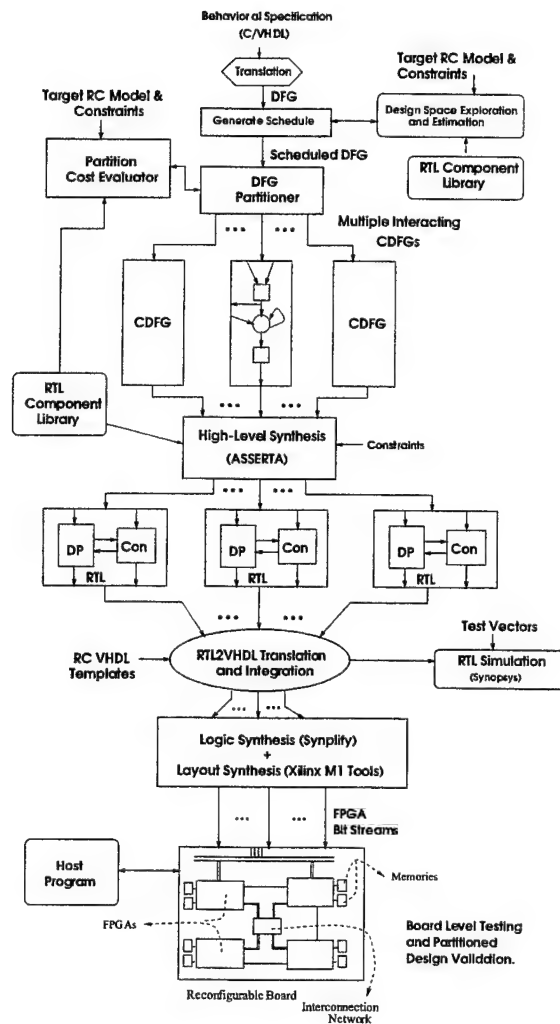 Behavioral Specification
(C/VHDL)
Translation
DFG
Target RC Model &
Constraints
Generate Schedule
Design Space Exploration
and Estimation
Target RC Model &
Constraints
Scheduled DFG
RTL Component
Library
Partition
Cost Evaluator
DFG
Partitioner
Multiple Interacting
CDFGs
CDFG
CDFG
RTL
Component
Library
High-Level Synthesis
(ASSERTA)
Constraints
DP
Con
RTL
DP
Con
RTL
DP
Con
RTL
Test Vectors
RC VHDL
Templates
RTL2VHDL Translation
and Integration
RTL Simulation
(Synopsys)
Logic Synthesis (Synplify)
+
Layout Synthesis (Xilinx M1 Tools)
FPGA
Bit Streams
Host
Program
Memories
FPGAs
Board Level Testing
and Partitioned
Design Validation.
Reconfigurable Board
Interconnection
Network